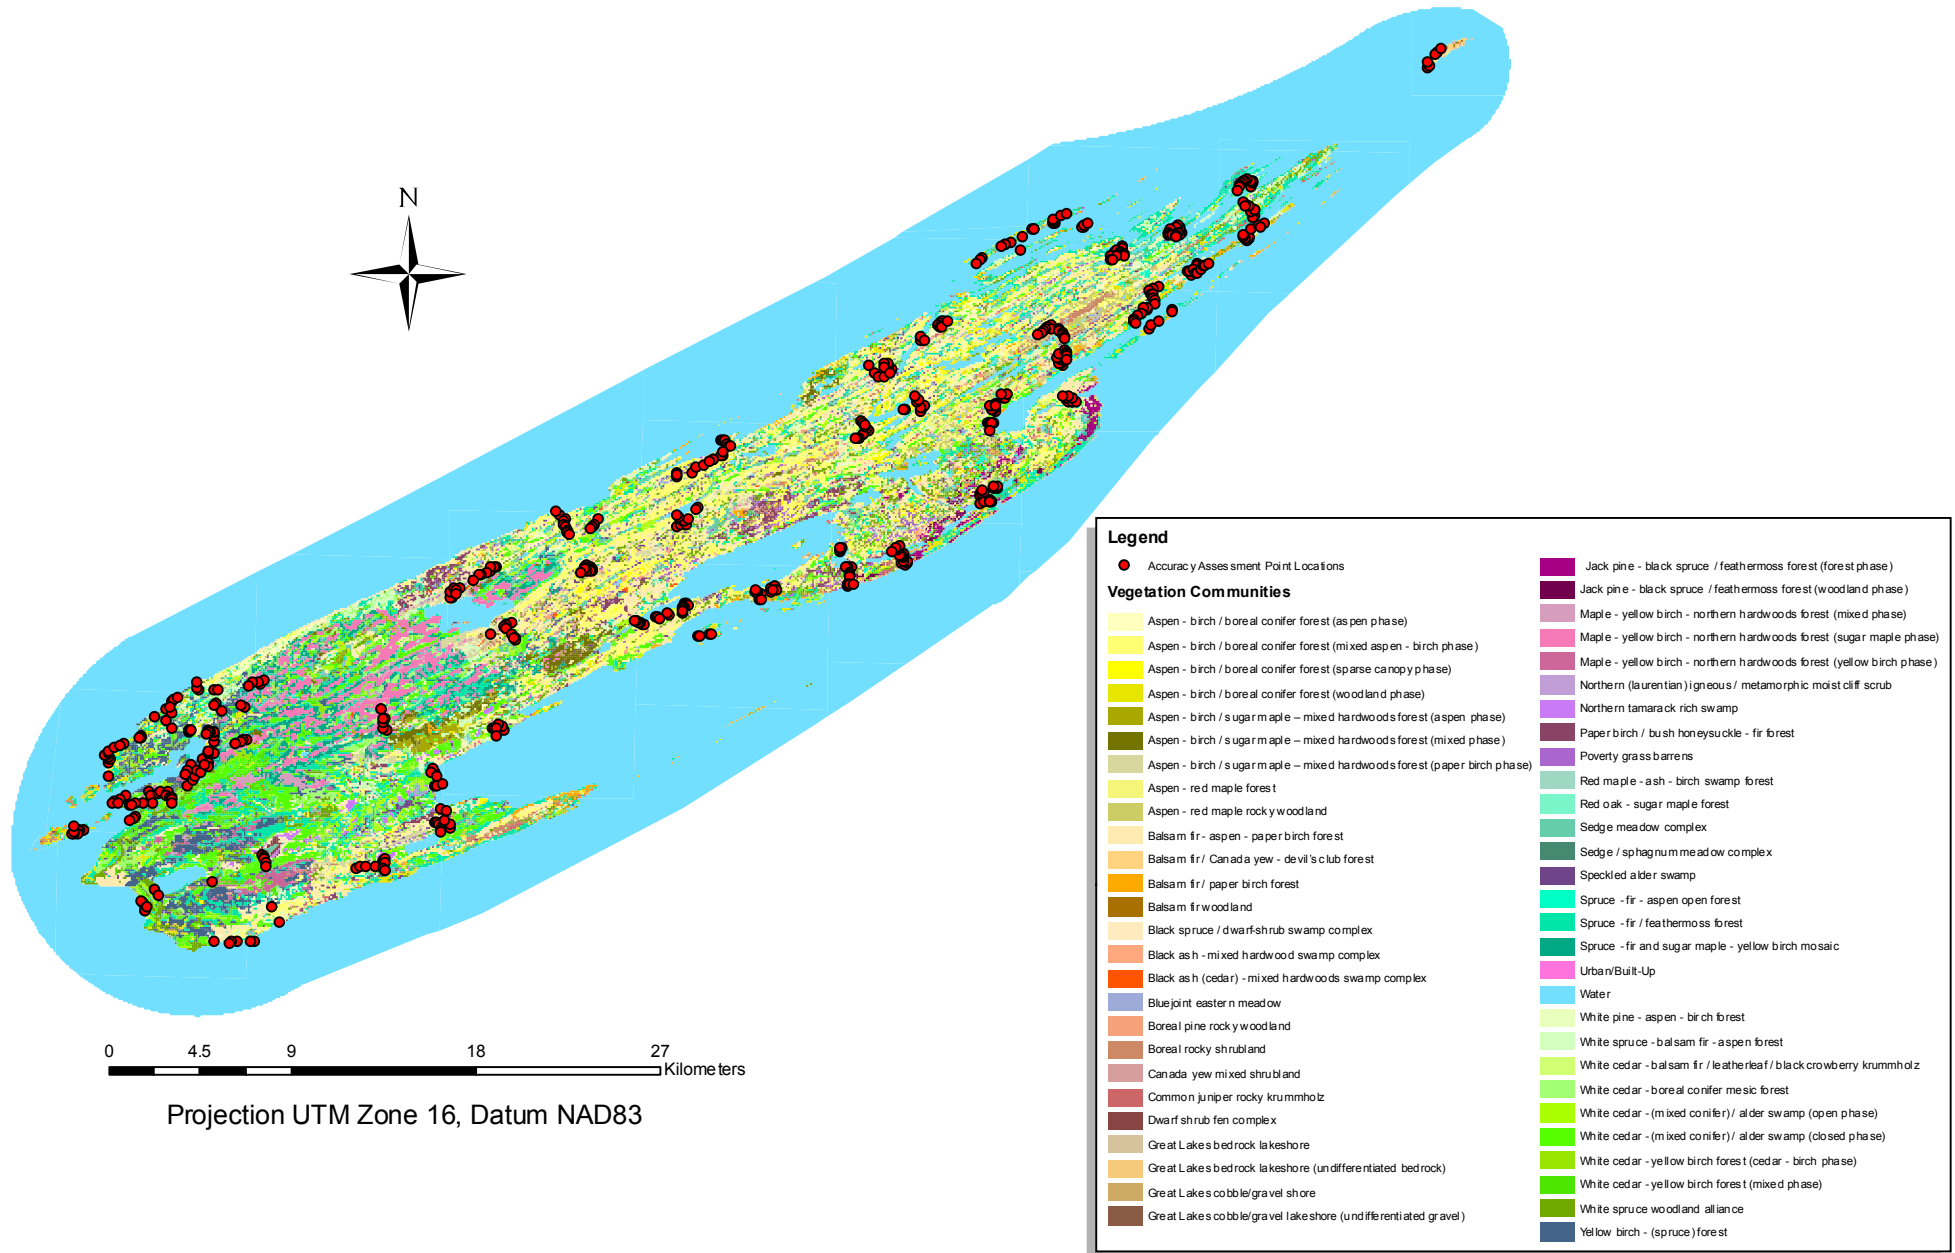 N
0 4.5 9 18 27
Kilometers
Projection UTM Zone 16, Datum NAD83
Legend
Accuracy Assessment Point Locations
Vegetation Communities
Aspen - birch / boreal conifer forest (aspen phase)
Aspen - birch / boreal conifer forest (mixed aspen - birch phase)
Aspen - birch / boreal conifer forest (sparse canopy phase)
Aspen - birch / boreal conifer forest (woodland phase)
Aspen - birch / sugar maple – mixed hardwoods forest (aspen phase)
Aspen - birch / sugar maple – mixed hardwoods forest (mixed phase)
Aspen - birch / sugar maple – mixed hardwoods forest (paper birch phase)
Aspen - red maple forest
Aspen - red maple rocky woodland
Balsam fir - aspen - paper birch forest
Balsam fir / Canada yew - devil's club forest
Balsam fir / paper birch forest
Balsam fir woodland
Black spruce / dwarf-shrub swamp complex
Black ash - mixed hardwood swamp complex
Black ash (cedar) - mixed hardwoods swamp complex
Bluejoint eastern meadow
Boreal pine rocky woodland
Boreal rocky shrubland
Canada yew mixed shrubland
Common juniper rocky krummholz
Dwarf shrub fen complex
Great Lakes bedrock lakeshore
Great Lakes bedrock lakeshore (undifferentiated bedrock)
Great Lakes cobble/gravel shore
Great Lakes cobble/gravel lakeshore (undifferentiated gravel)
Jack pine - black spruce / feathermoss forest (forest phase)
Jack pine - black spruce / feathermoss forest (woodland phase)
Maple - yellow birch - northern hardwoods forest (mixed phase)
Maple - yellow birch - northern hardwoods forest (sugar maple phase)
Maple - yellow birch - northern hardwoods forest (yellow birch phase)
Northern (laurentian) igneous / metamorphic moist cliff scrub
Northern tamarack rich swamp
Paper birch / bush honeysuckle - fir forest
Poverty grass barrens
Red maple - ash - birch swamp forest
Red oak - sugar maple forest
Sedge meadow complex
Sedge / sphagnum meadow complex
Speckled alder swamp
Spruce - fir - aspen open forest
Spruce - fir / feathermoss forest
Spruce - fir and sugar maple - yellow birch mosaic
Urban/Built-Up
Water
White pine - aspen - birch forest
White spruce - balsam fir - aspen forest
White cedar - balsam fir / leatherleaf / black crowberry krummholz
White cedar - boreal conifer mesic forest
White cedar - (mixed conifer) / alder swamp (open phase)
White cedar - (mixed conifer) / alder swamp (closed phase)
White cedar - yellow birch forest (cedar - birch phase)
White cedar - yellow birch forest (mixed phase)
White spruce woodland alliance
Yellow birch - (spruce) forest